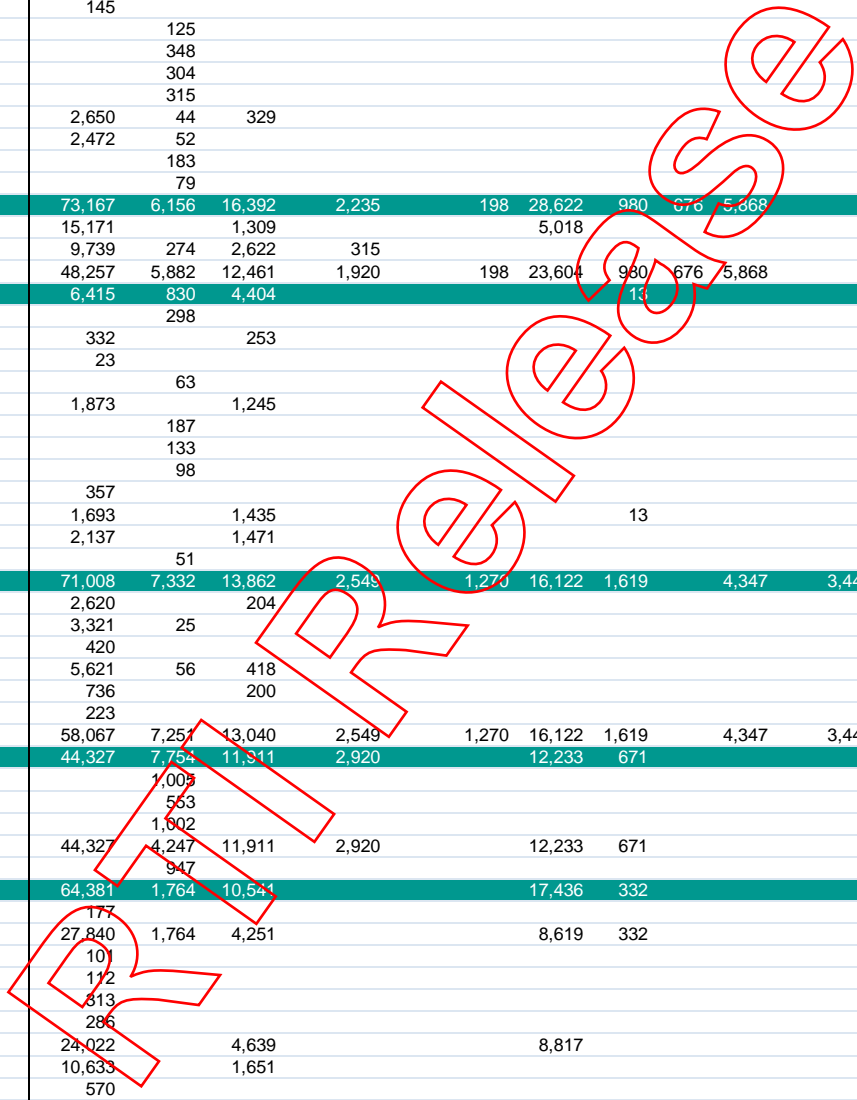 145
125
348
304
315
2,650 44 329
2,472 52
183
79
73,167 6,156 16,392 2,235 198 28,622 980 676 5,868
15,171 1,309 5,018
9,739 274 2,622 315
48,257 5,882 12,461 1,920 198 23,604 980 676 5,868
6,415 830 4,404 13
298
332 253
23
63
1,873 1,245
187
133
98
357
1,693 1,435 13
2,137 1,471
51
71,008 7,332 13,862 2,549 1,270 16,122 1,619 4,347 3,44
2,620 204
3,321 25
420
5,621 56 418
736 200
223
58,067 7,251 13,040 2,549 1,270 16,122 1,619 4,347 3,44
44,327 7,754 11,911 2,920 12,233 671
1,005
553
1,002
44,327 4,247 11,911 2,920 12,233 671
947
64,381 1,764 10,541 17,436 332
177
27,840 1,764 4,251 8,619 332
101
112
313
286
24,022 4,639 8,817
10,633 1,651
570
RTI Release